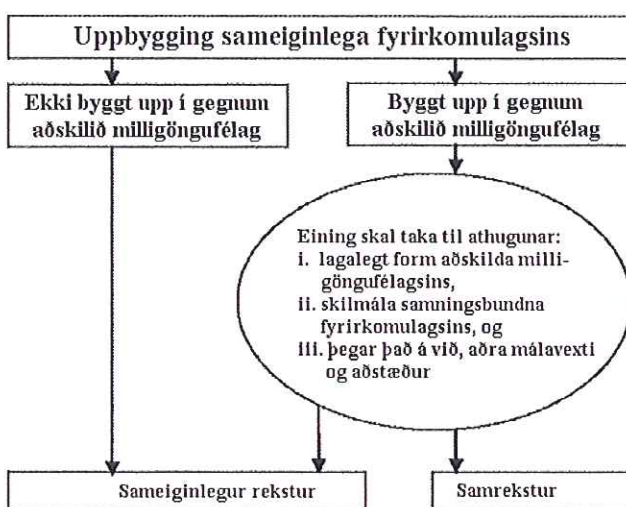 Uppbygging sameiginlega fyrirkomulagsins
Ekki byggt upp í gegnum
aðskilið milligöngufélag
Byggt upp í gegnum
aðskilið milligöngufélag
Eining skal taka til athugunar:
i. lagalegt form aðskilda milli-
göngufélagsins,
ii. skilmála samningsbundna
fyrirkomulagsins, og
iii. þegar það á við, aðra málavexti
og aðstæður
Sameiginlegur rekstur
Samrekstur